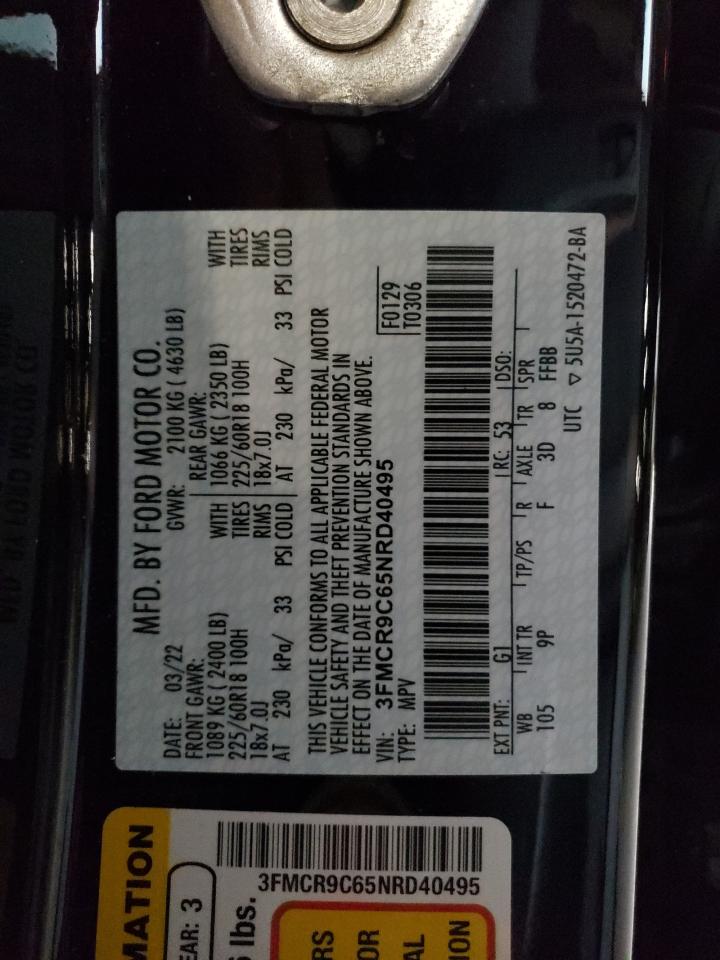 MFD. BY FORD MOTOR CO.
DATE: 03/22 GVWR: 2100 KG ( 4630 LB)
FRONT GAWR: REAR GAWR:
1089 KG ( 2400 LB) WITH 1066 KG ( 2350 LB) WITH
225/60R18 100H TIRES 225/60R18 100H TIRES
18x7.0J RIMS 18x7.0J RIMS
AT 230 kPa/ 33 PSI COLD AT 230 kPa/ 33 PSI COLD
THIS VEHICLE CONFORMS TO ALL APPLICABLE FEDERAL MOTOR
VEHICLE SAFETY AND THEFT PREVENTION STANDARDS IN
EFFECT ON THE DATE OF MANUFACTURE SHOWN ABOVE.
VIN: 3FMCR9C65NRD40495 F0129
TYPE: MPV T0306
EXT PNT: G1 RC: 53 DSO:
WB INT TR TP/PS R AXLE TR SPR
105 9P F 3D 8 FFBB
UTC ▽ 5U5A-1520472-BA
MATION
EAR: 3
3FMCR9C65NRD40495
lbs.
RS
OR
AL
ION